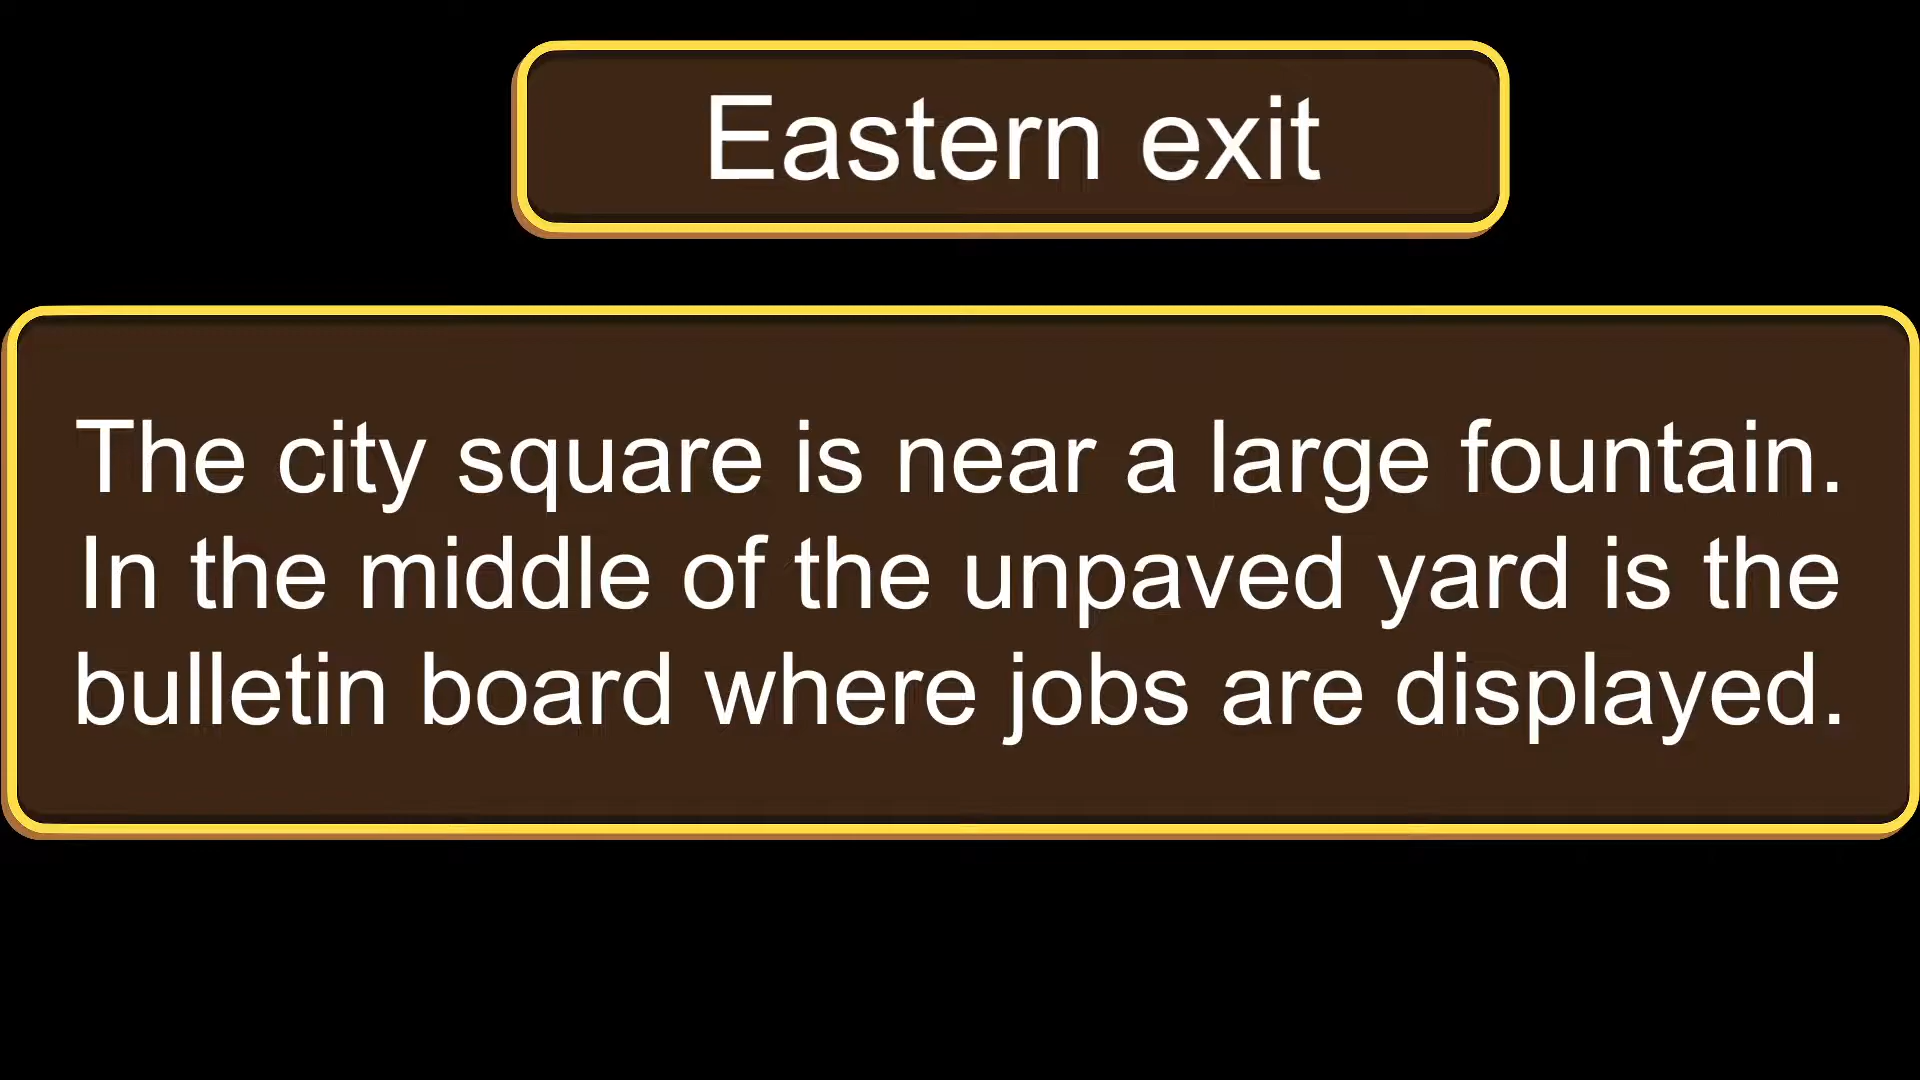 Eastern exit
The city square is near a large fountain.
In the middle of the unpaved yard is the
bulletin board where jobs are displayed.